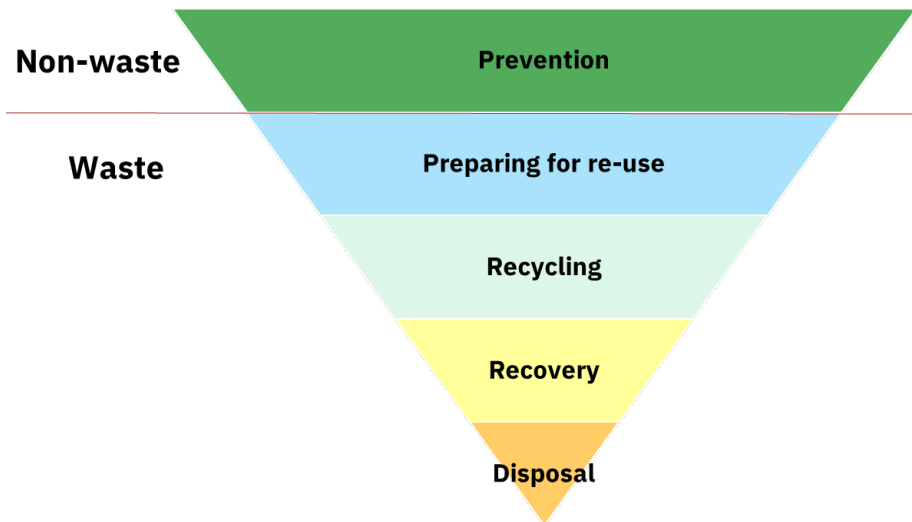 Non-waste
Prevention
Waste
Preparing for re-use
Recycling
Recovery
Disposal